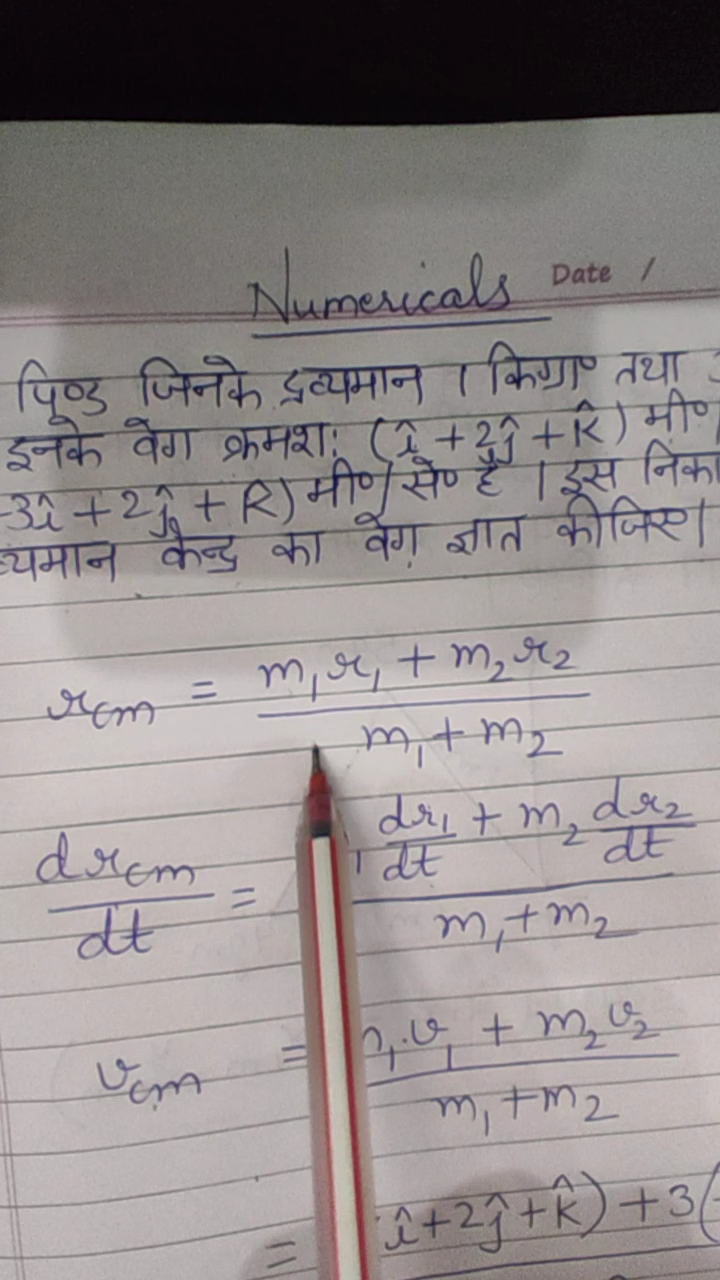 Numericals Date /
पिण्ड जिनके द्रव्यमान 1 किग्रा० तथा
इनके वेग क्रमशः (î + 2ĵ + k̂) मी०/
-3î + 2ĵ + k) मी०/से० है । इस निका
व्यमान केन्द्र का वेग ज्ञात कीजिए।
r_cm = (m₁r₁ + m₂r₂) / (m₁ + m₂)
dr_cm/dt = (dr₁/dt + m₂ dr₂/dt) / (m₁ + m₂)
v_cm = (m₁.v₁ + m₂v₂) / (m₁ + m₂)
= î + 2ĵ + k̂) + 3(